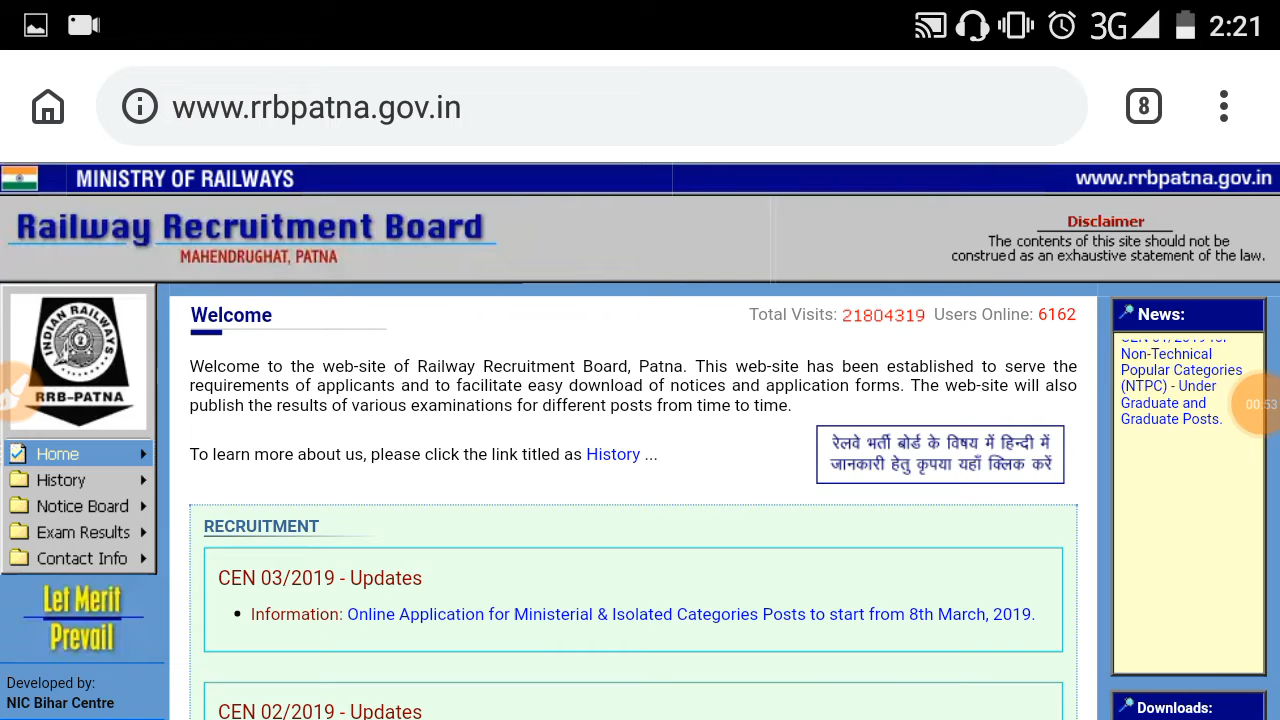 3G 2:21
www.rrbpatna.gov.in
8
MINISTRY OF RAILWAYS
www.rrbpatna.gov.in
Railway Recruitment Board
MAHENDRUGHAT, PATNA
Disclaimer
The contents of this site should not be
construed as an exhaustive statement of the law.
INDIAN RAILWAYS
RRB-PATNA
Home
History
Notice Board
Exam Results
Contact Info
Let Merit
Prevail
Developed by:
NIC Bihar Centre
Welcome
Total Visits: 21804319 Users Online: 6162
Welcome to the web-site of Railway Recruitment Board, Patna. This web-site has been established to serve the
requirements of applicants and to facilitate easy download of notices and application forms. The web-site will also
publish the results of various examinations for different posts from time to time.
To learn more about us, please click the link titled as History ...
रेलवे भर्ती बोर्ड के विषय में हिन्दी में
जानकारी हेतु कृपया यहाँ क्लिक करें
RECRUITMENT
CEN 03/2019 - Updates
Information: Online Application for Ministerial & Isolated Categories Posts to start from 8th March, 2019.
CEN 02/2019 - Updates
News:
CEN 01/2019 for
Non-Technical
Popular Categories
(NTPC) - Under
Graduate and
Graduate Posts.
00:53
Downloads: